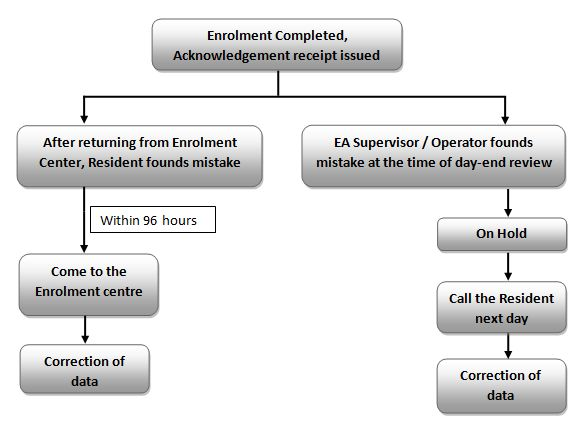 Enrolment Completed,
Acknowledgement receipt issued
After returning from Enrolment
Center, Resident founds mistake
EA Supervisor / Operator founds
mistake at the time of day-end review
Within 96 hours
On Hold
Come to the
Enrolment centre
Call the Resident
next day
Correction of
data
Correction of
data